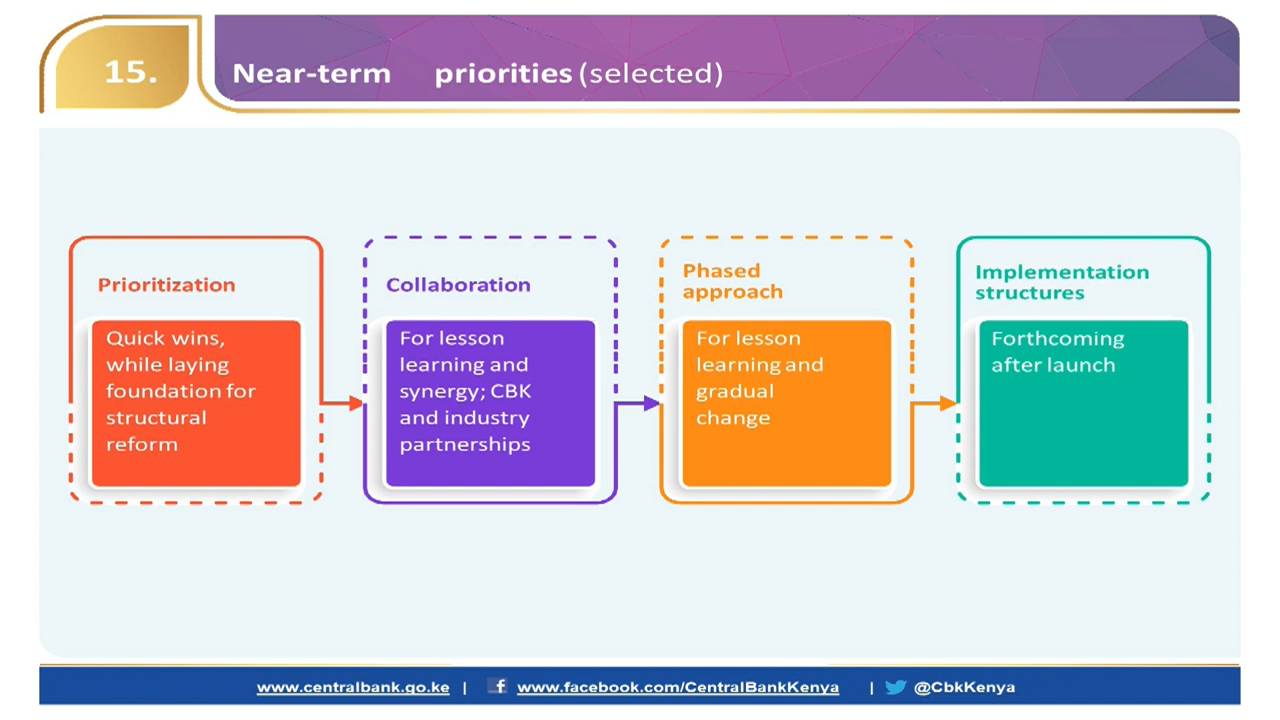 15.
Near-term priorities (selected)
Prioritization
Quick wins,
while laying
foundation for
structural
reform
Collaboration
For lesson
learning and
synergy; CBK
and industry
partnerships
Phased
approach
For lesson
learning and
gradual
change
Implementation
structures
Forthcoming
after launch
www.centralbank.go.ke | f www.facebook.com/CentralBankKenya | @CbkKenya